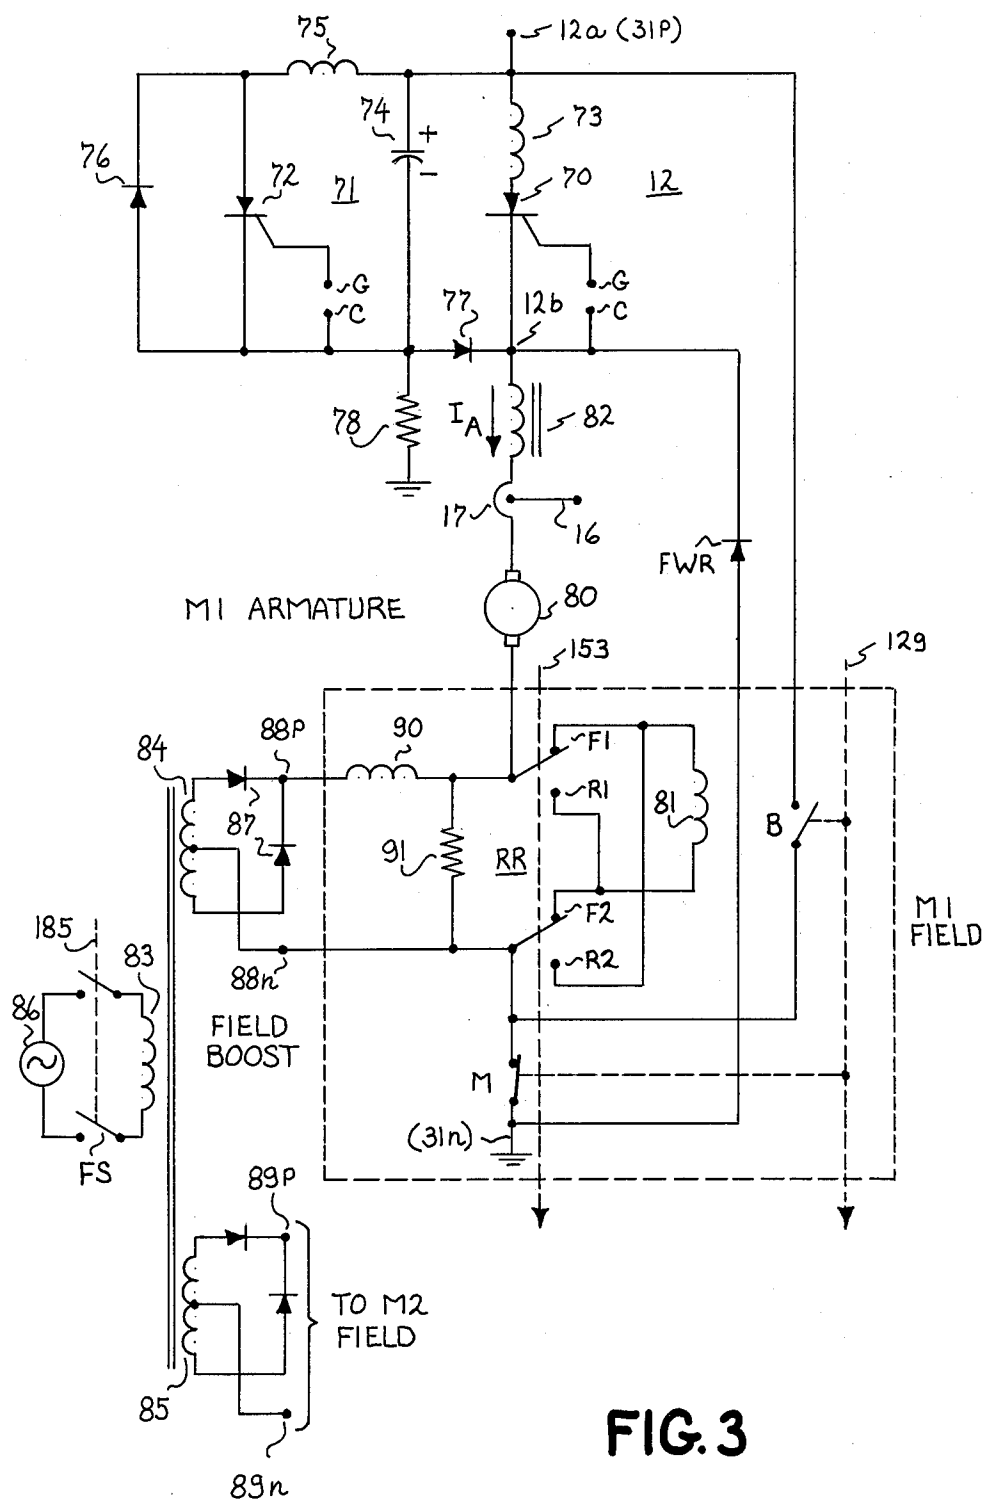 75
12a (31P)
74
+
−
73
76
72
71
70
12
G
C
G
C
77
12b
78
I A
82
17
16
FWR
M1 ARMATURE
80
153
129
84
88P
90
F1
R1
81
B
87
91
RR
F2
R2
M1
FIELD
185
83
88n
86
FIELD
BOOST
M
(31n)
FS
89P
TO M2
FIELD
85
89n
FIG. 3